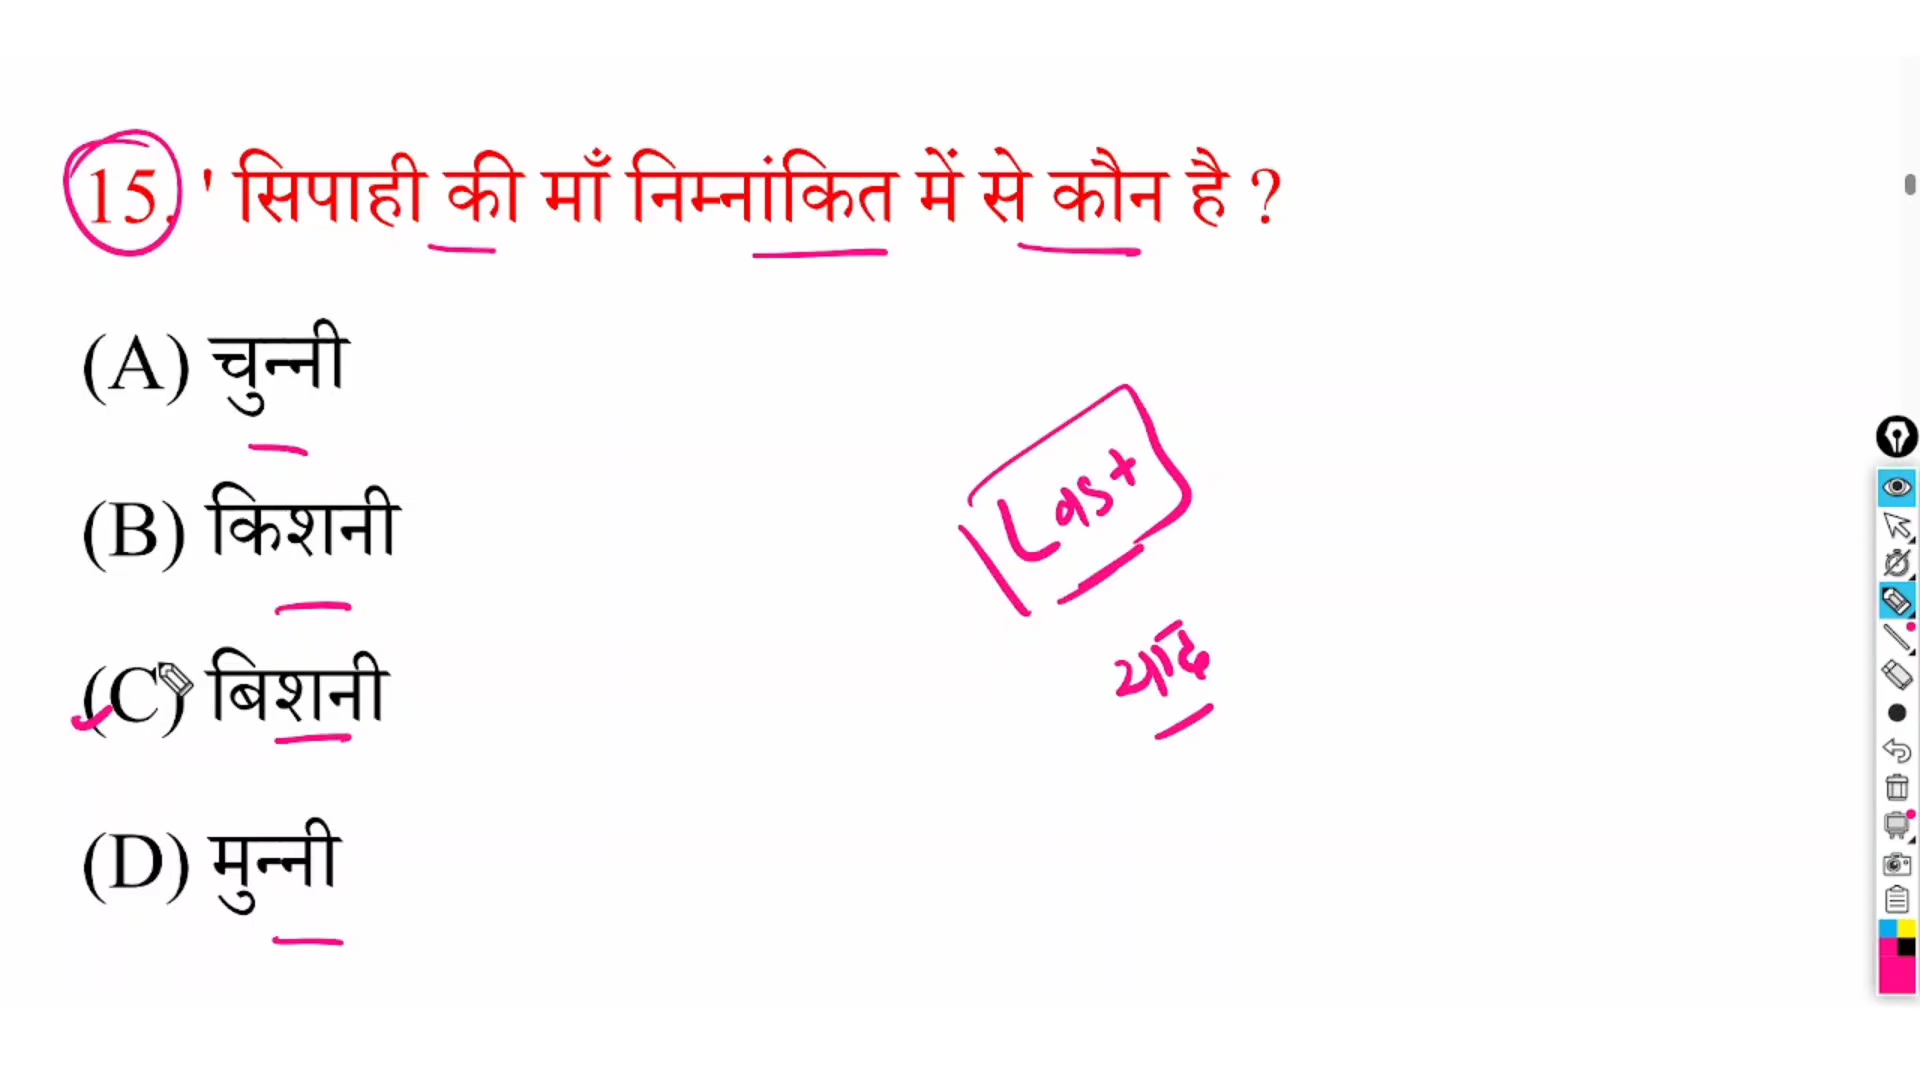 15. ' सिपाही की माँ निम्नांकित में से कौन है ?
(A) चुन्नी
(B) किशनी
(C) बिशनी
(D) मुन्नी
Last
याद